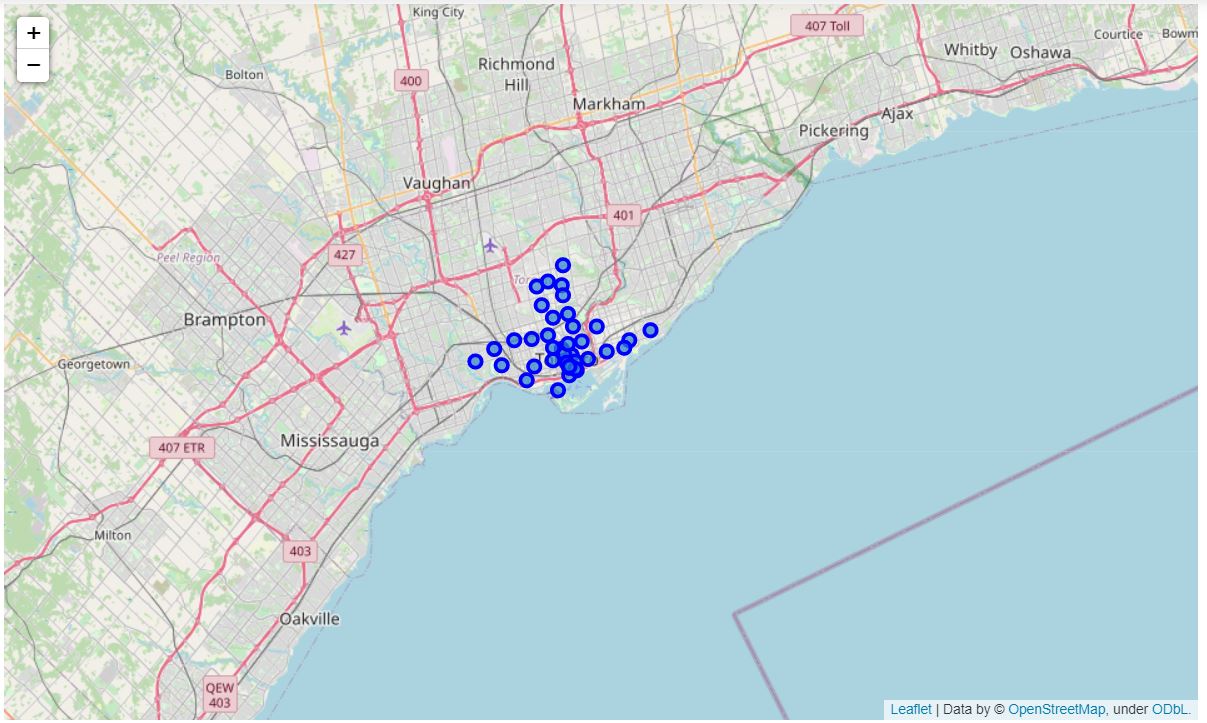 King City
407 Toll
+
Courtice
Bowm
Whitby
Oshawa
Richmond
Hill
Bolton
400
Markham
Ajax
Pickering
Vaughan
401
427
Peel Region
Tor
Brampton
Georgetown
T
Mississauga
407 ETR
Milton
403
Oakville
QEW
403
Leaflet | Data by © OpenStreetMap, under ODbL.